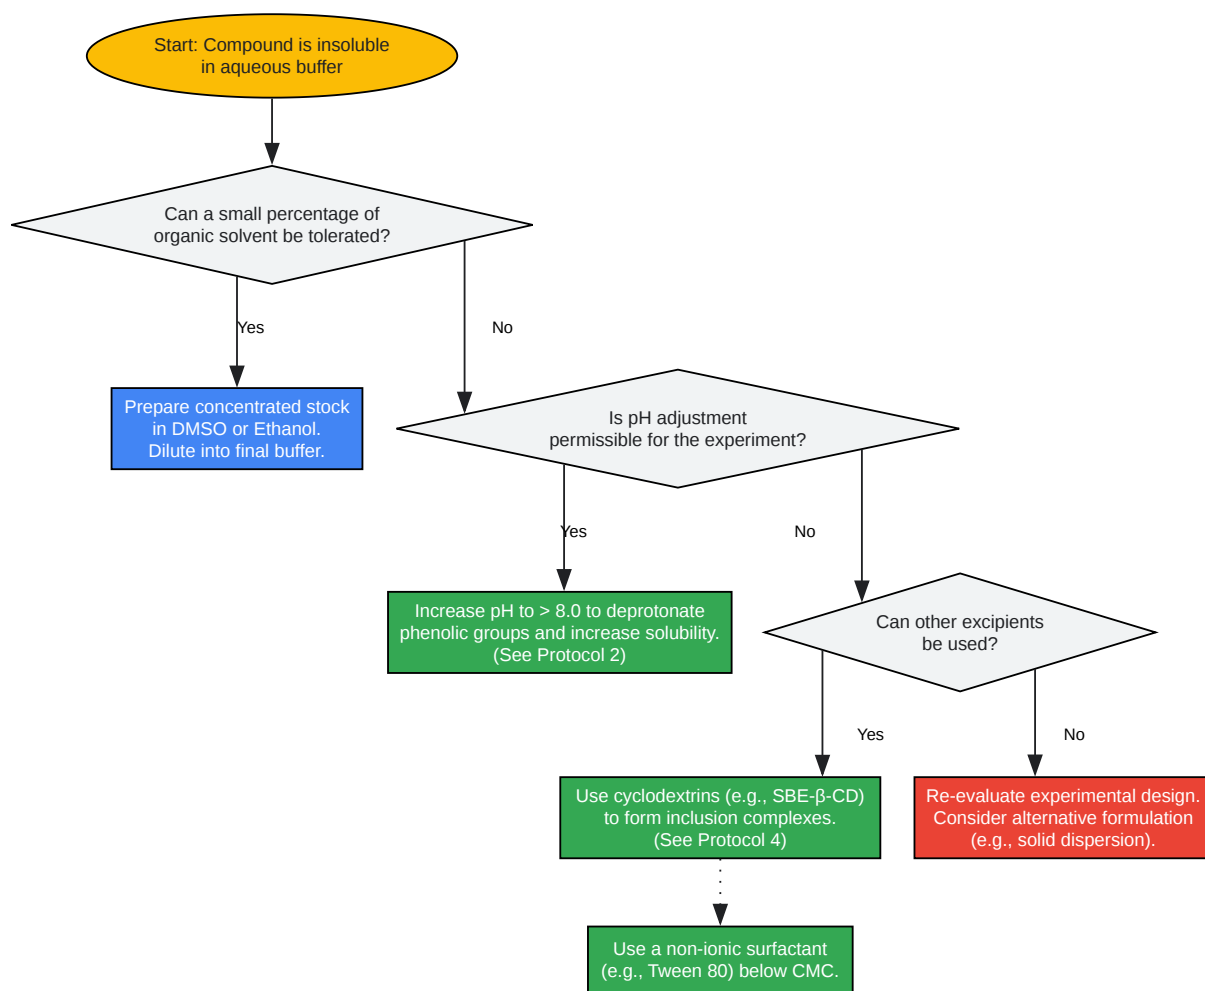 Start: Compound is insoluble
in aqueous buffer
Can a small percentage of
organic solvent be tolerated?
Yes
No
Prepare concentrated stock
in DMSO or Ethanol.
Dilute into final buffer.
Is pH adjustment
permissible for the experiment?
Yes
No
Increase pH to > 8.0 to deprotonate
phenolic groups and increase solubility.
(See Protocol 2)
Can other excipients
be used?
Yes
No
Use cyclodextrins (e.g., SBE-β-CD)
to form inclusion complexes.
(See Protocol 4)
Re-evaluate experimental design.
Consider alternative formulation
(e.g., solid dispersion).
Use a non-ionic surfactant
(e.g., Tween 80) below CMC.